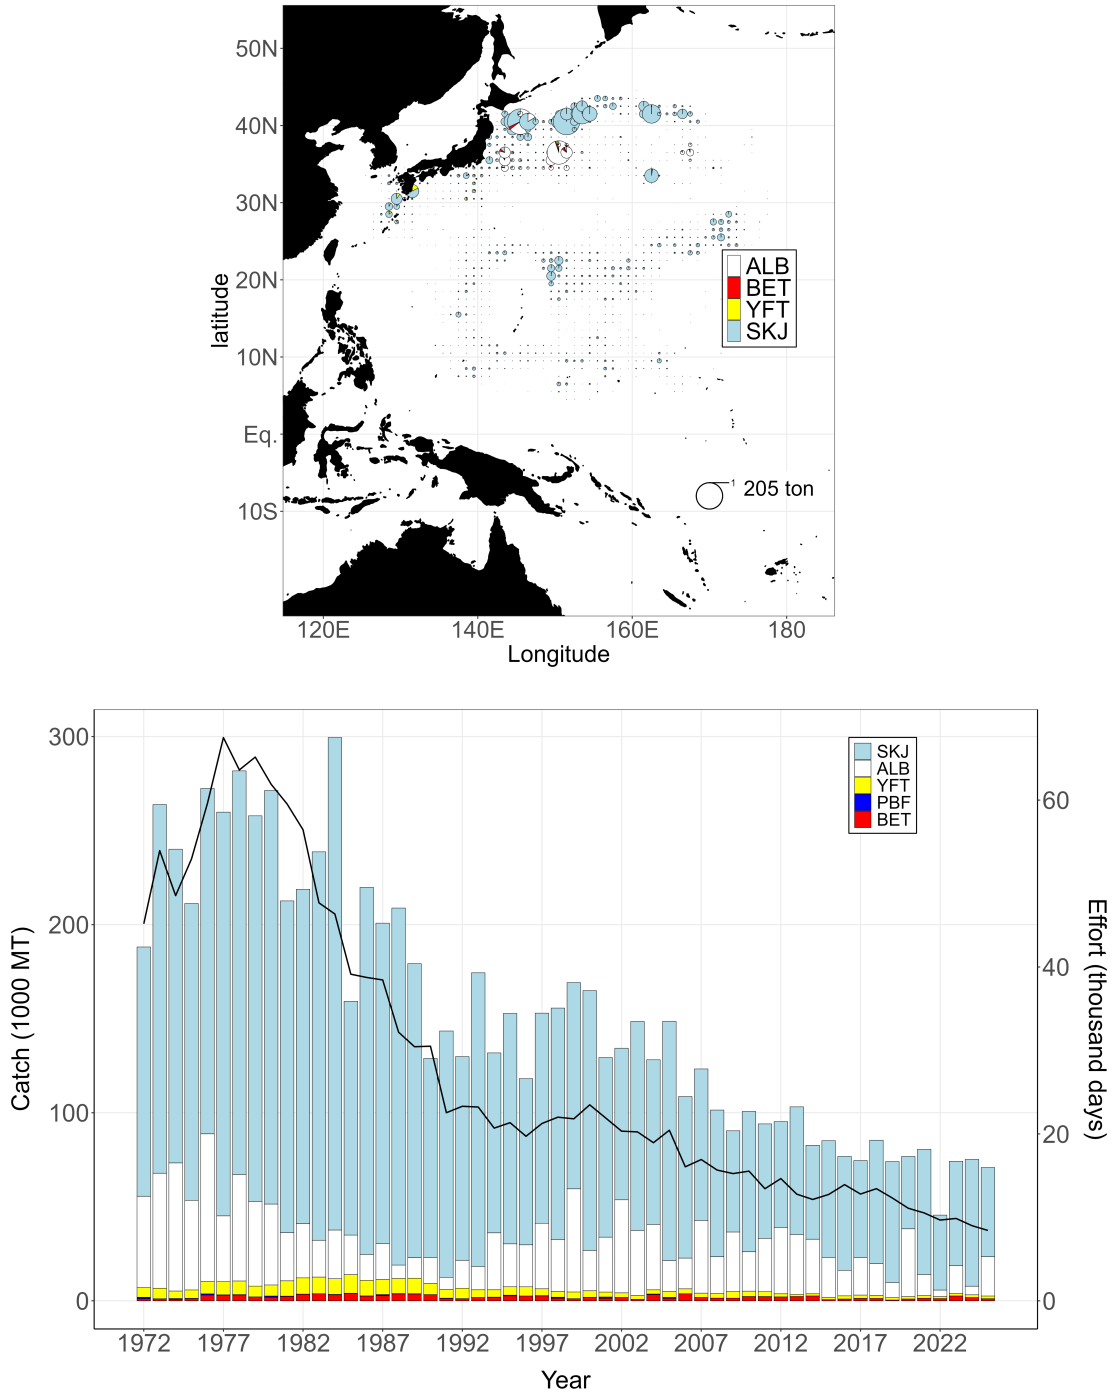 50N
40N
30N
20N
10N
Eq.
10S
latitude
ALB
BET
YFT
SKJ
1 205 ton
120E 140E 160E 180
Longitude
300
200
100
0
Catch (1000 MT)
SKJ
ALB
YFT
PBF
BET
60
40
20
0
Effort (thousand days)
1972 1977 1982 1987 1992 1997 2002 2007 2012 2017 2022
Year